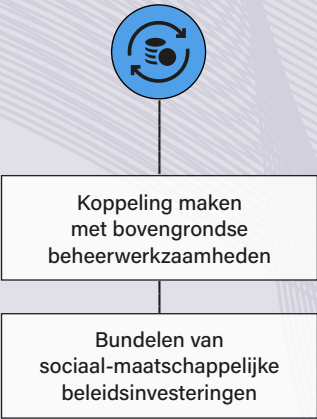 Koppeling maken
met bovengrondse
beheerwerkzaamheden
Bundelen van
sociaal-maatschappelijke
beleidsinvesteringen